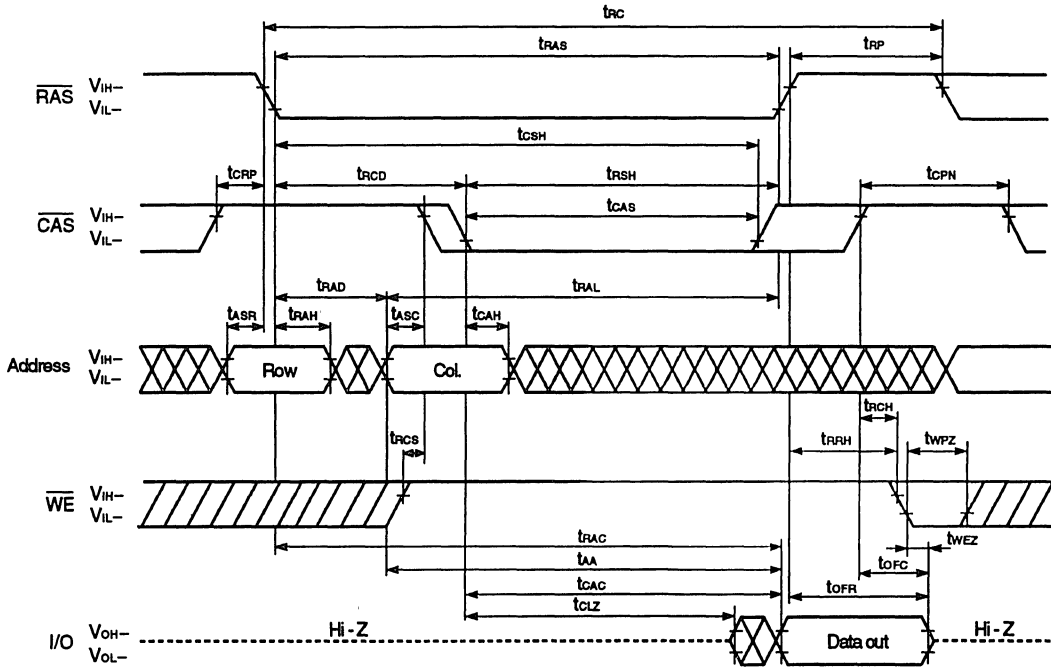 tRC
tRAS tRP
RAS VIH– VIL–
tCSH
tCRP tRCD tRSH tCPN
tCAS
CAS VIH– VIL–
tRAD tRAL
tASR tRAH tASC tCAH
Address VIH– VIL– Row Col.
tRCH
tRCS tRRH tWPZ
WE VIH– VIL–
tRAC tWEZ
tAA tOFC
tCAC tOFR
tCLZ
I/O VOH– VOL– Hi - Z Data out Hi - Z